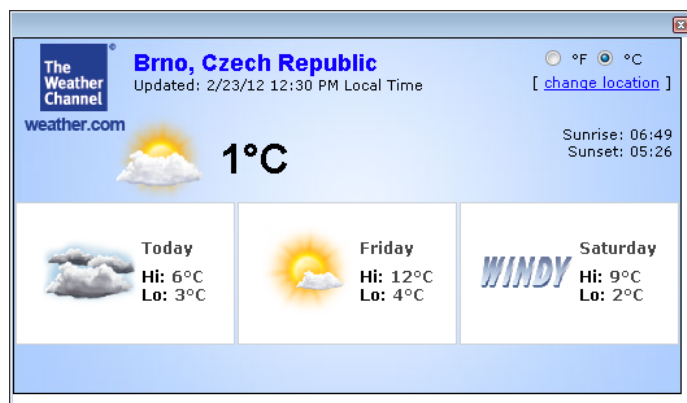 The
Weather
Channel
®
weather.com
Brno, Czech Republic
Updated: 2/23/12 12:30 PM Local Time
°F °C
[ change location ]
1°C
Sunrise: 06:49
Sunset: 05:26
Today
Hi: 6°C
Lo: 3°C
Friday
Hi: 12°C
Lo: 4°C
WINDY
Saturday
Hi: 9°C
Lo: 2°C